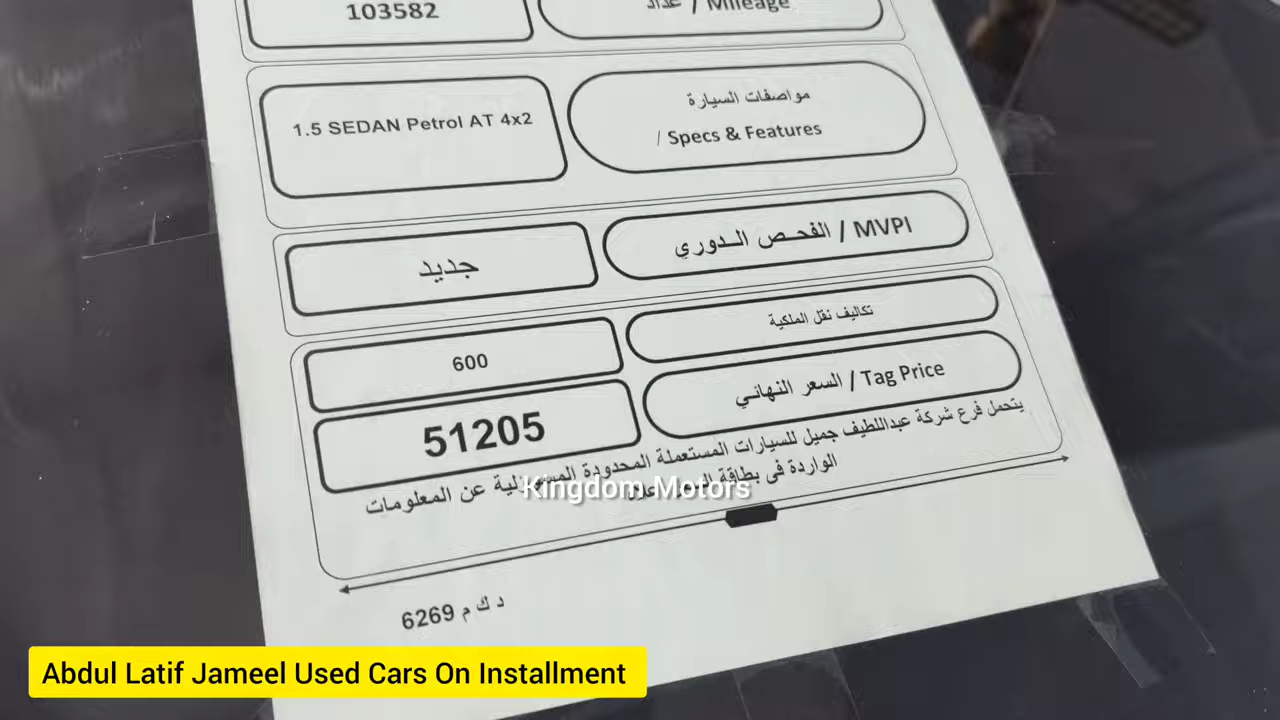 103582
عداد / Mileage
1.5 SEDAN Petrol AT 4x2
مواصفات السيارة
/ Specs & Features
جديد
الفحص الدوري / MVPI
600
تكاليف نقل الملكية
51205
السعر النهائي / Tag Price
يتحمل فرع شركة عبداللطيف جميل للسيارات المستعملة المحدودة المسئولية عن المعلومات
الواردة فى بطاقة
Kingdom Motors
د ك م 6269
Abdul Latif Jameel Used Cars On Installment